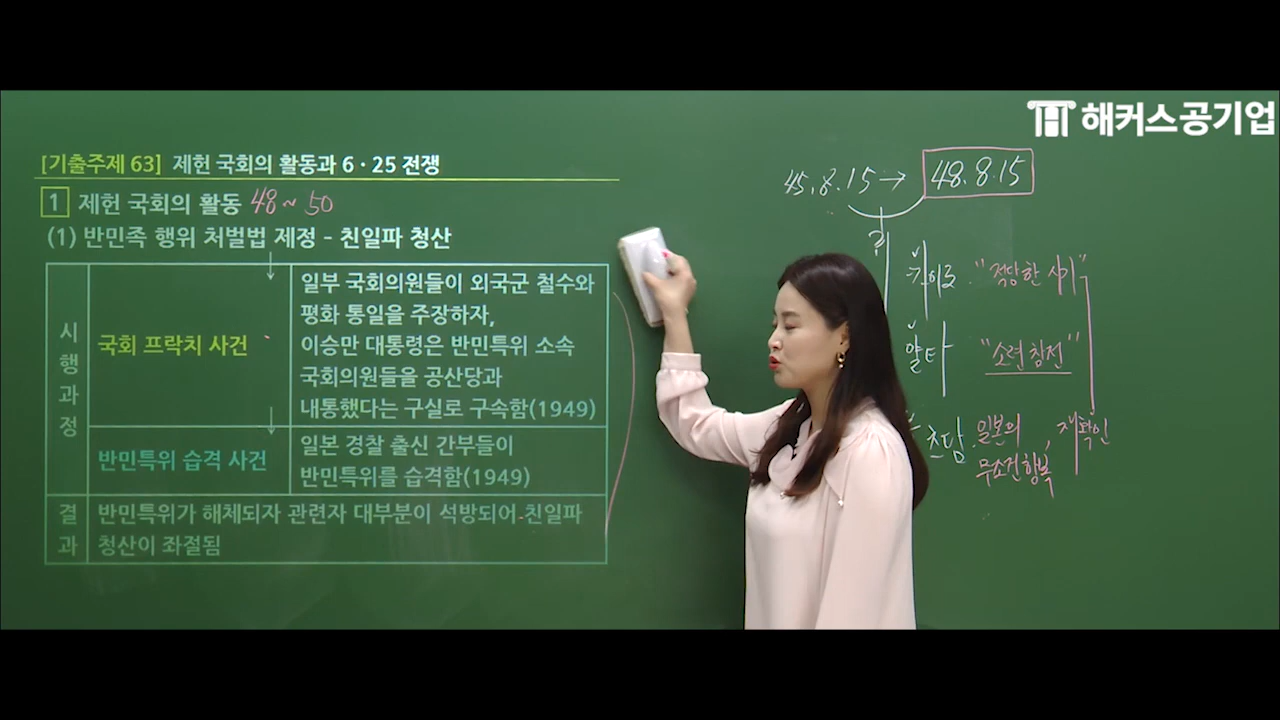 해커스공기업
[기출주제 63] 제헌 국회의 활동과 6·25 전쟁
1 제헌 국회의 활동 48~50
(1) 반민족 행위 처벌법 제정 - 친일파 청산
시행과정
국회 프락치 사건
일부 국회의원들이 외국군 철수와
평화 통일을 주장하자,
이승만 대통령은 반민특위 소속
국회의원들을 공산당과
내통했다는 구실로 구속함(1949)
반민특위 습격 사건
일본 경찰 출신 간부들이
반민특위를 습격함(1949)
결과
반민특위가 해체되자 관련자 대부분이 석방되어 친일파
청산이 좌절됨
45.8.15→ 48.8.15
?
카이로 "적당한 시기"
얄타 "소련 참전"
포츠담 일본의 무조건 항복, 재확인